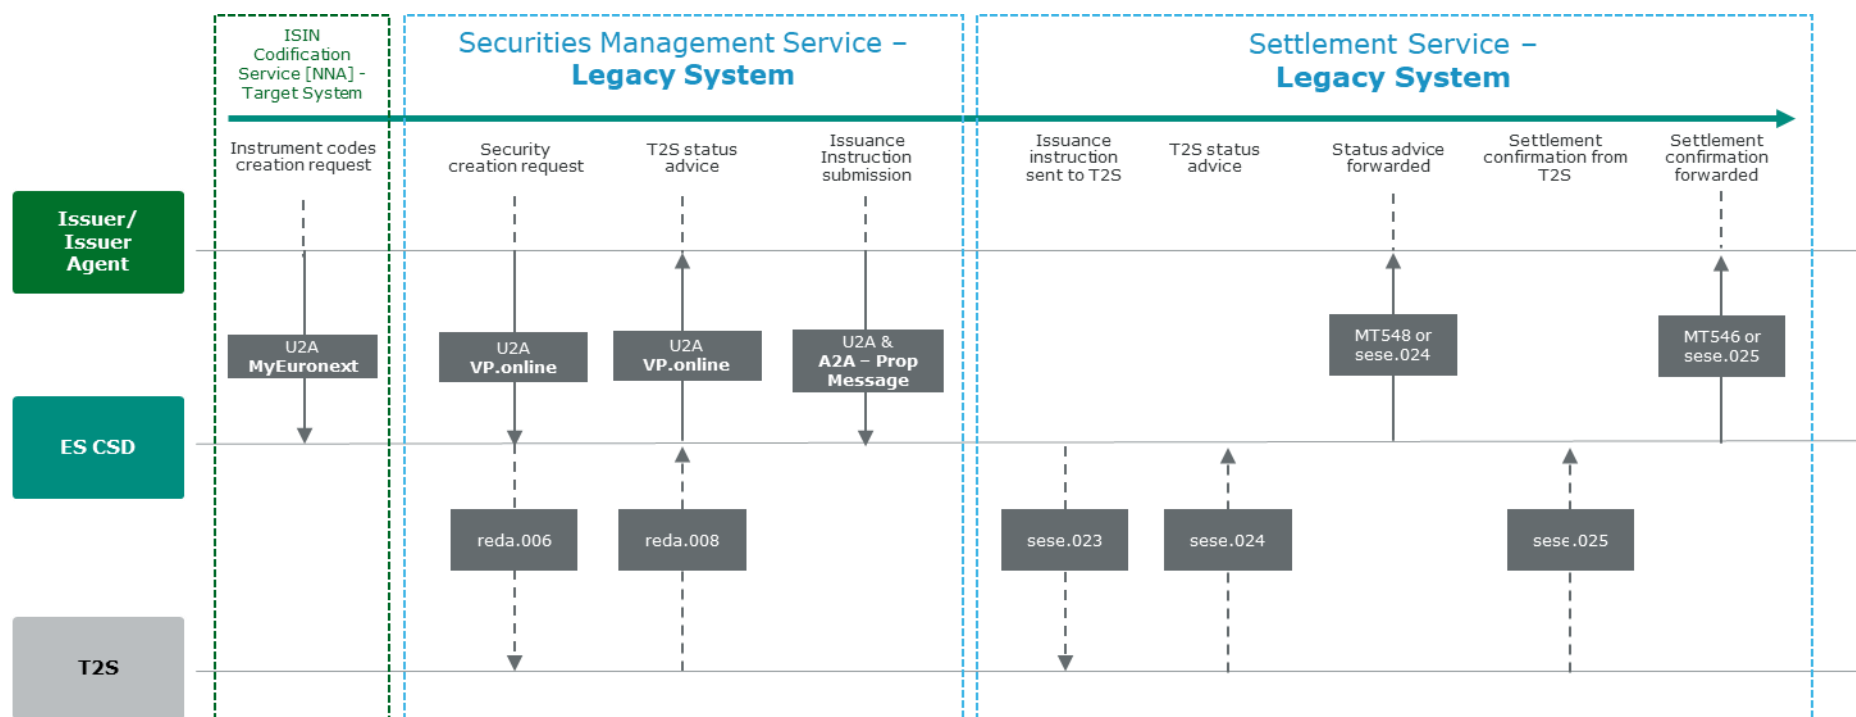 ISIN
Codification
Service [NNA] -
Target System
Securities Management Service –
Legacy System
Settlement Service –
Legacy System
Instrument codes
creation request
Security
creation request
T2S status
advice
Issuance
Instruction
submission
Issuance
instruction
sent to T2S
T2S status
advice
Status advice
forwarded
Settlement
confirmation from
T2S
Settlement
confirmation
forwarded
Issuer/
Issuer
Agent
U2A
MyEuronext
U2A
VP.online
U2A
VP.online
U2A &
A2A – Prop
Message
MT548 or
sese.024
MT546 or
sese.025
ES CSD
reda.006
reda.008
sese.023
sese.024
sese.025
T2S